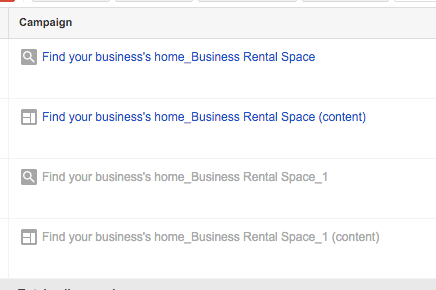 Campaign
Find your business's home_Business Rental Space
Find your business's home_Business Rental Space (content)
Find your business's home_Business Rental Space_1
Find your business's home_Business Rental Space_1 (content)